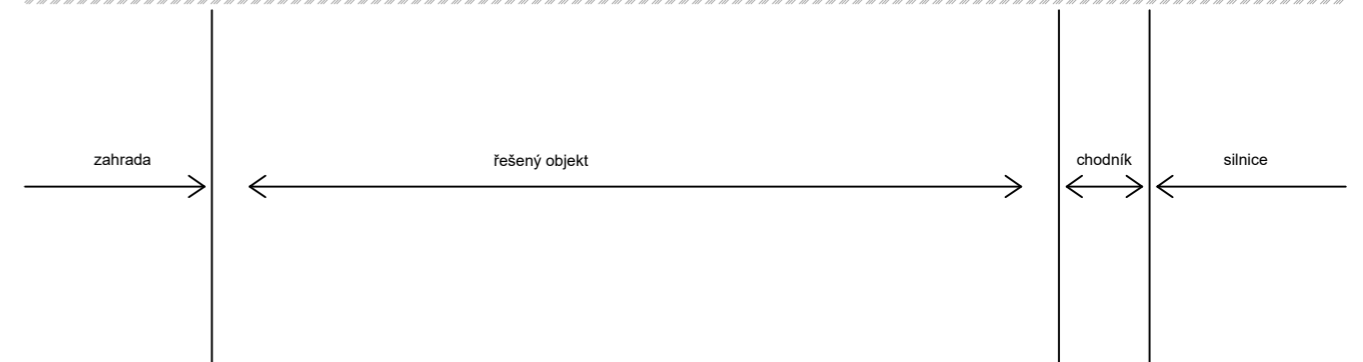 zahrada
řešený objekt
chodník
silnice